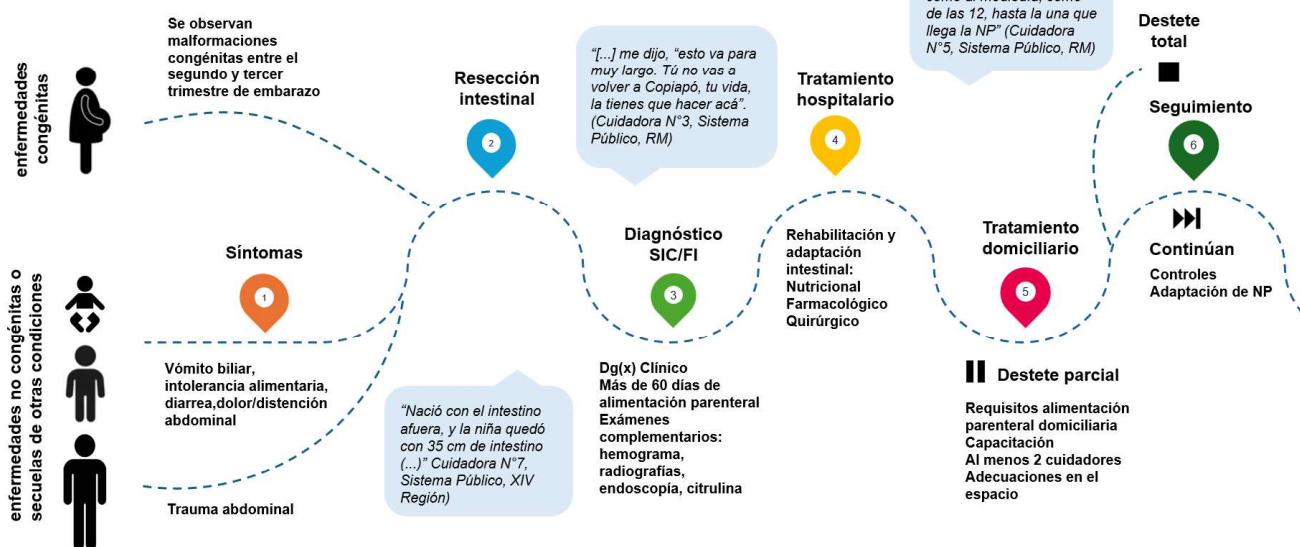 enfermedades
congénitas
Se observan
malformaciones
congénitas entre el
segundo y tercer
trimestre de embarazo
enfermedades no congénitas o
secuelas de otras condiciones
Síntomas
1
Vómito biliar,
intolerancia alimentaria,
diarrea,dolor/distención
abdominal
Trauma abdominal
Resección
intestinal
2
“Nació con el intestino
afuera, y la niña quedó
con 35 cm de intestino
(...)” Cuidadora N°7,
Sistema Público, XIV
Región)
“[...] me dijo, “esto va para
muy largo. Tú no vas a
volver a Copiapó, tu vida,
la tienes que hacer acá”.
(Cuidadora N°3, Sistema
Público, RM)
Diagnóstico
SIC/FI
3
Dg(x) Clínico
Más de 60 días de
alimentación parenteral
Exámenes
complementarios:
hemograma,
radiografías,
endoscopía, citrulina
Tratamiento
hospitalario
4
Rehabilitación y
adaptación
intestinal:
Nutricional
Farmacológico
Quirúrgico
de las 12, hasta la una que
llega la NP” (Cuidadora
N°5, Sistema Público, RM)
Tratamiento
domiciliario
5
Destete parcial
Requisitos alimentación
parenteral domiciliaria
Capacitación
Al menos 2 cuidadores
Adecuaciones en el
espacio
Destete
total
Seguimiento
6
Continúan
Controles
Adaptación de NP